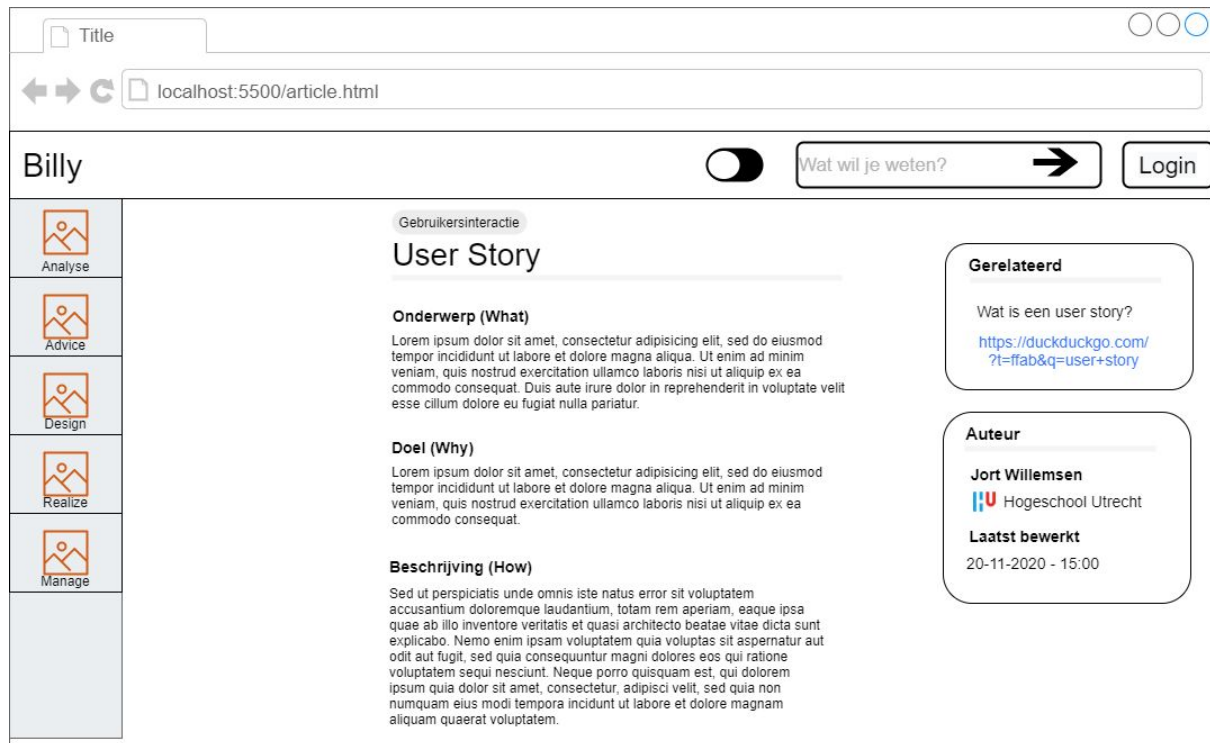 Title
localhost:5500/article.html
Billy
Wat wil je weten?
Login
Analyse
Advice
Design
Realize
Manage
Gebruikersinteractie
User Story
Onderwerp (What)
Lorem ipsum dolor sit amet, consectetur adipisicing elit, sed do eiusmod
tempor incididunt ut labore et dolore magna aliqua. Ut enim ad minim
veniam, quis nostrud exercitation ullamco laboris nisi ut aliquip ex ea
commodo consequat. Duis aute irure dolor in reprehenderit in voluptate velit
esse cillum dolore eu fugiat nulla pariatur.
Doel (Why)
Lorem ipsum dolor sit amet, consectetur adipisicing elit, sed do eiusmod
tempor incididunt ut labore et dolore magna aliqua. Ut enim ad minim
veniam, quis nostrud exercitation ullamco laboris nisi ut aliquip ex ea
commodo consequat.
Beschrijving (How)
Sed ut perspiciatis unde omnis iste natus error sit voluptatem
accusantium doloremque laudantium, totam rem aperiam, eaque ipsa
quae ab illo inventore veritatis et quasi architecto beatae vitae dicta sunt
explicabo. Nemo enim ipsam voluptatem quia voluptas sit aspernatur aut
odit aut fugit, sed quia consequuntur magni dolores eos qui ratione
voluptatem sequi nesciunt. Neque porro quisquam est, qui dolorem
ipsum quia dolor sit amet, consectetur, adipisci velit, sed quia non
numquam eius modi tempora incidunt ut labore et dolore magnam
aliquam quaerat voluptatem.
Gerelateerd
Wat is een user story?
https://duckduckgo.com/
?t=ffab&q=user+story
Auteur
Jort Willemsen
HU Hogeschool Utrecht
Laatst bewerkt
20-11-2020 - 15:00